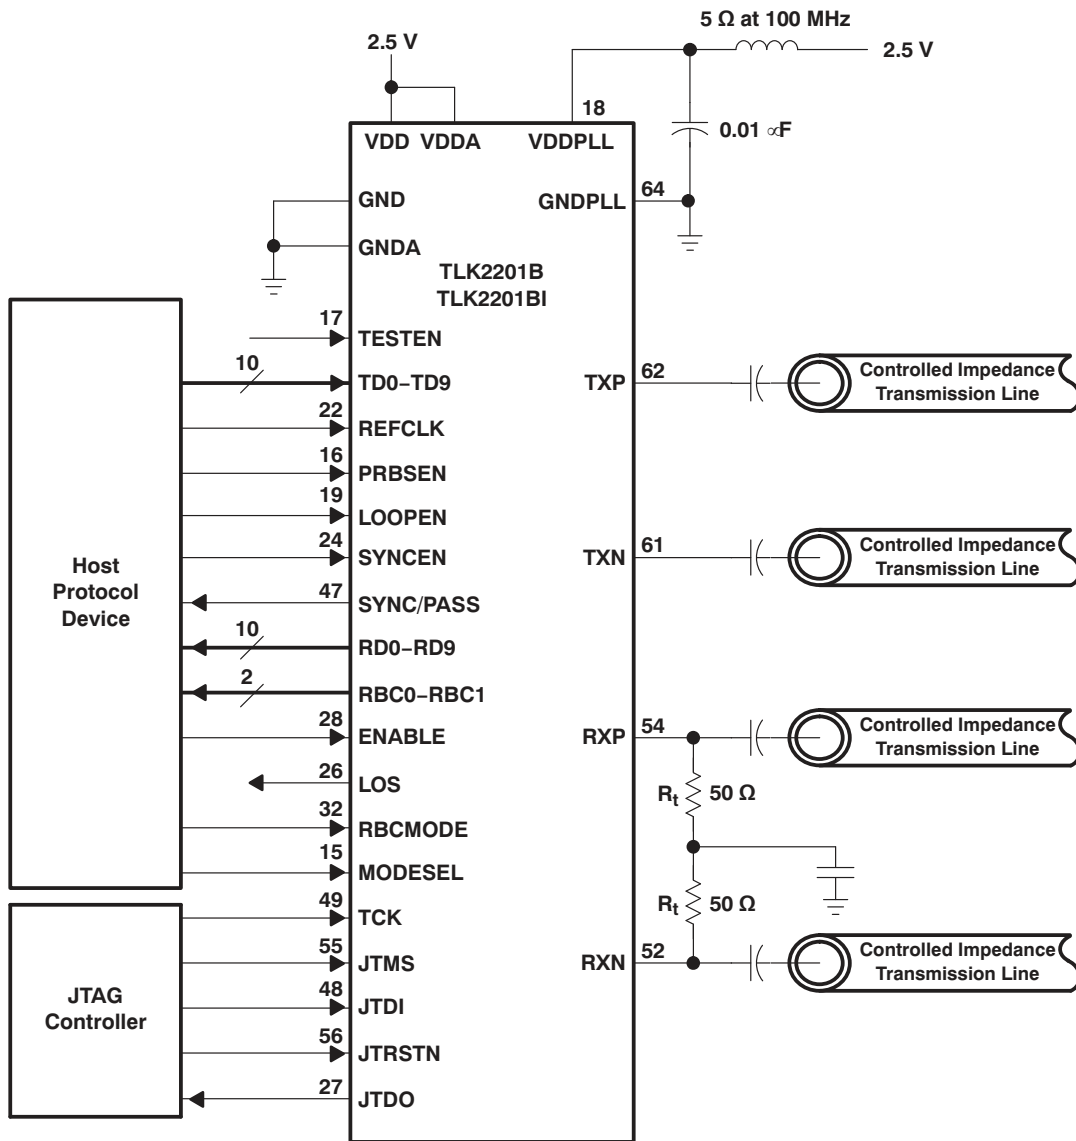 5 Ω at 100 MHz
2.5 V
2.5 V
18
0.01 ∝F
VDD
VDDA
VDDPLL
GND
GNDPLL
64
GNDA
TLK2201B
TLK2201BI
17
TESTEN
10
TD0–TD9
22
REFCLK
16
PRBSEN
19
LOOPEN
24
SYNCEN
47
SYNC/PASS
10
RD0–RD9
2
RBC0–RBC1
28
ENABLE
26
LOS
32
RBCMODE
15
MODESEL
49
TCK
55
JTMS
48
JTDI
56
JTRSTN
27
JTDO
Host
Protocol
Device
JTAG
Controller
TXP
62
Controlled Impedance
Transmission Line
TXN
61
Controlled Impedance
Transmission Line
RXP
54
Controlled Impedance
Transmission Line
Rt
50 Ω
Rt
50 Ω
RXN
52
Controlled Impedance
Transmission Line